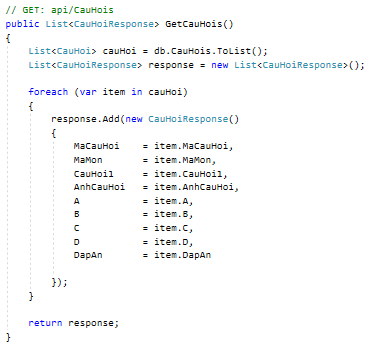 // GET: api/CauHois
public List<CauHoiResponse> GetCauHois()
{
    List<CauHoi> cauHoi = db.CauHois.ToList();
    List<CauHoiResponse> response = new List<CauHoiResponse>();
    foreach (var item in cauHoi)
    {
        response.Add(new CauHoiResponse()
        {
            MaCauHoi    = item.MaCauHoi,
            MaMon       = item.MaMon,
            CauHoi1     = item.CauHoi1,
            AnhCauHoi   = item.AnhCauHoi,
            A           = item.A,
            B           = item.B,
            C           = item.C,
            D           = item.D,
            DapAn       = item.DapAn
        });
    }
    return response;
}